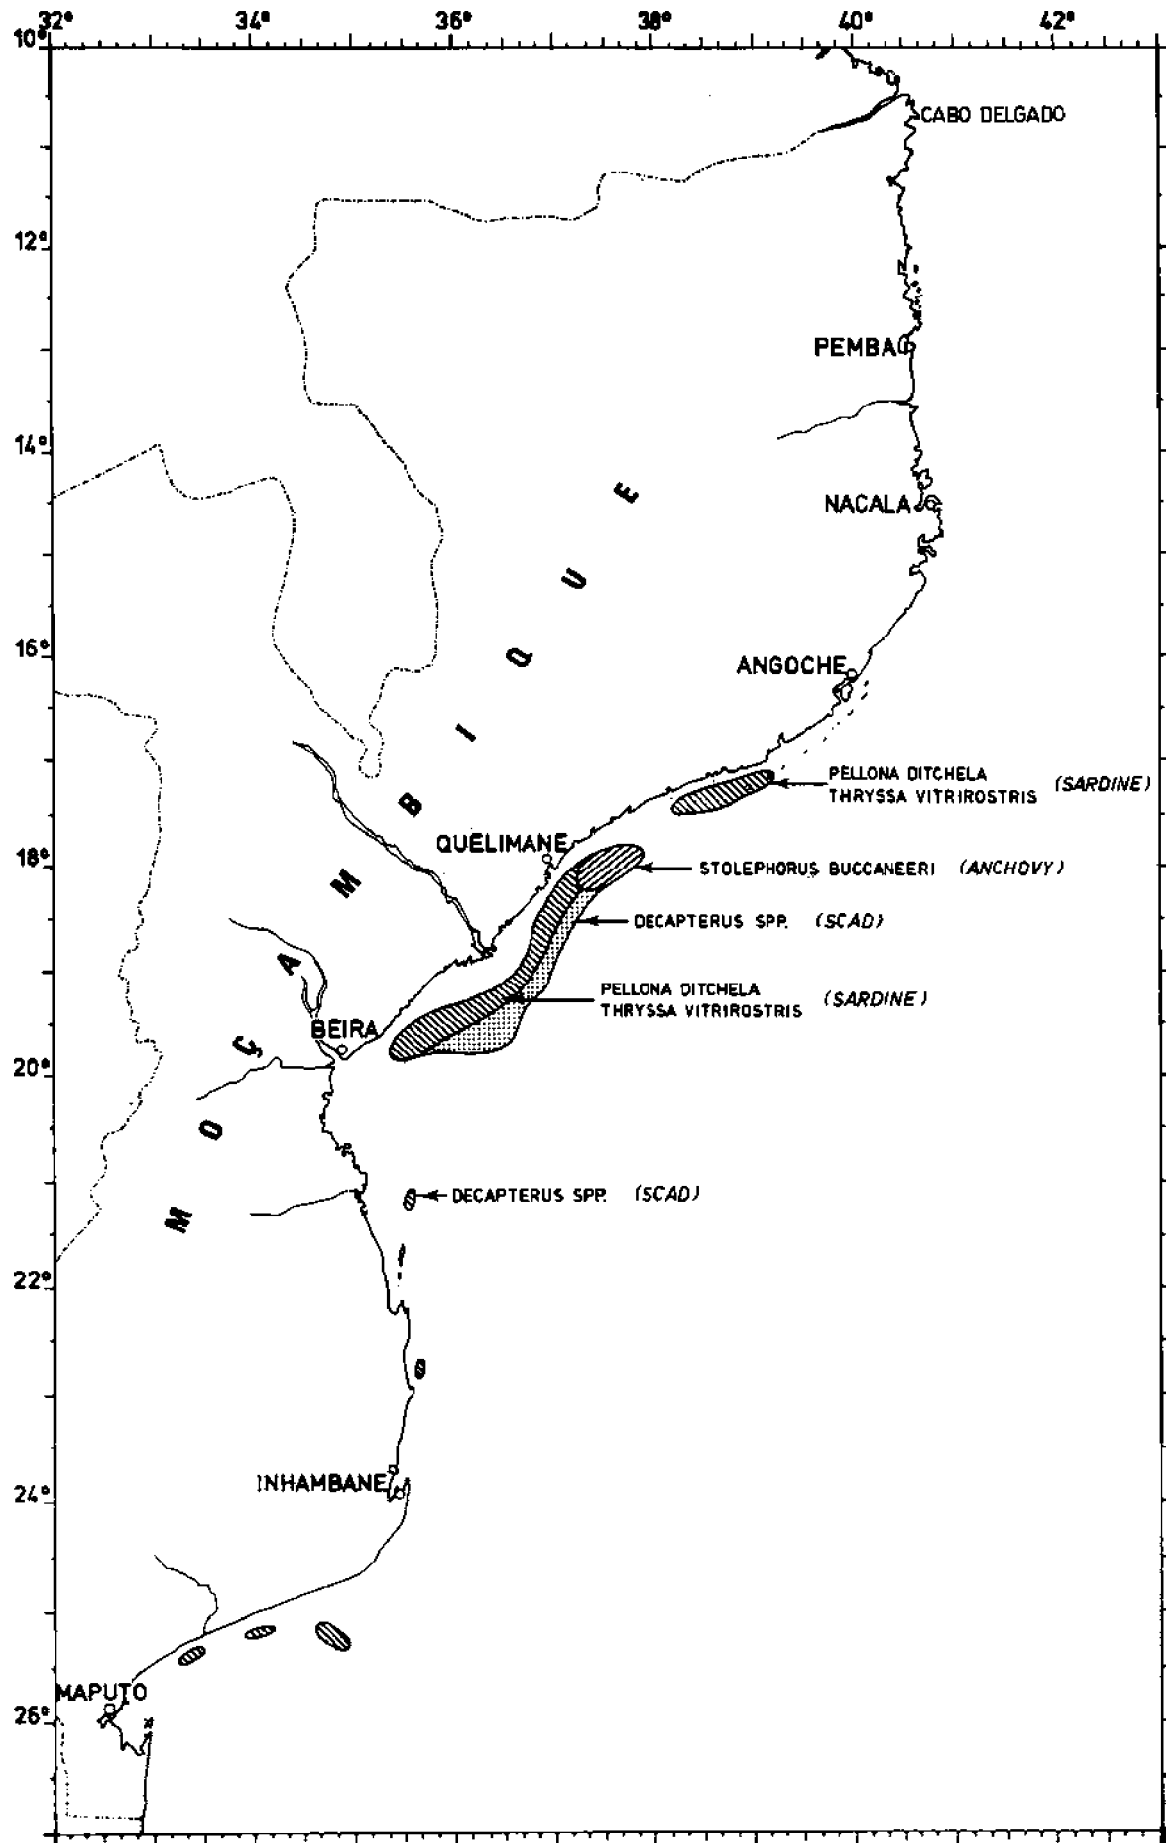 32° 34° 36° 38° 40° 42°
10°
CABO DELGADO
12°
PEMBA
14°
NACALA
16°
ANGOCHE
PELLONA DITCHELA
THRYSSA VITRIROSTRIS (SARDINE)
QUELIMANE
18°
STOLEPHORUS BUCCANEERI (ANCHOVY)
DECAPTERUS SPP. (SCAD)
PELLONA DITCHELA
THRYSSA VITRIROSTRIS (SARDINE)
BEIRA
20°
DECAPTERUS SPP. (SCAD)
22°
INHAMBANE
24°
MAPUTO
26°
MOÇAMBIQUE